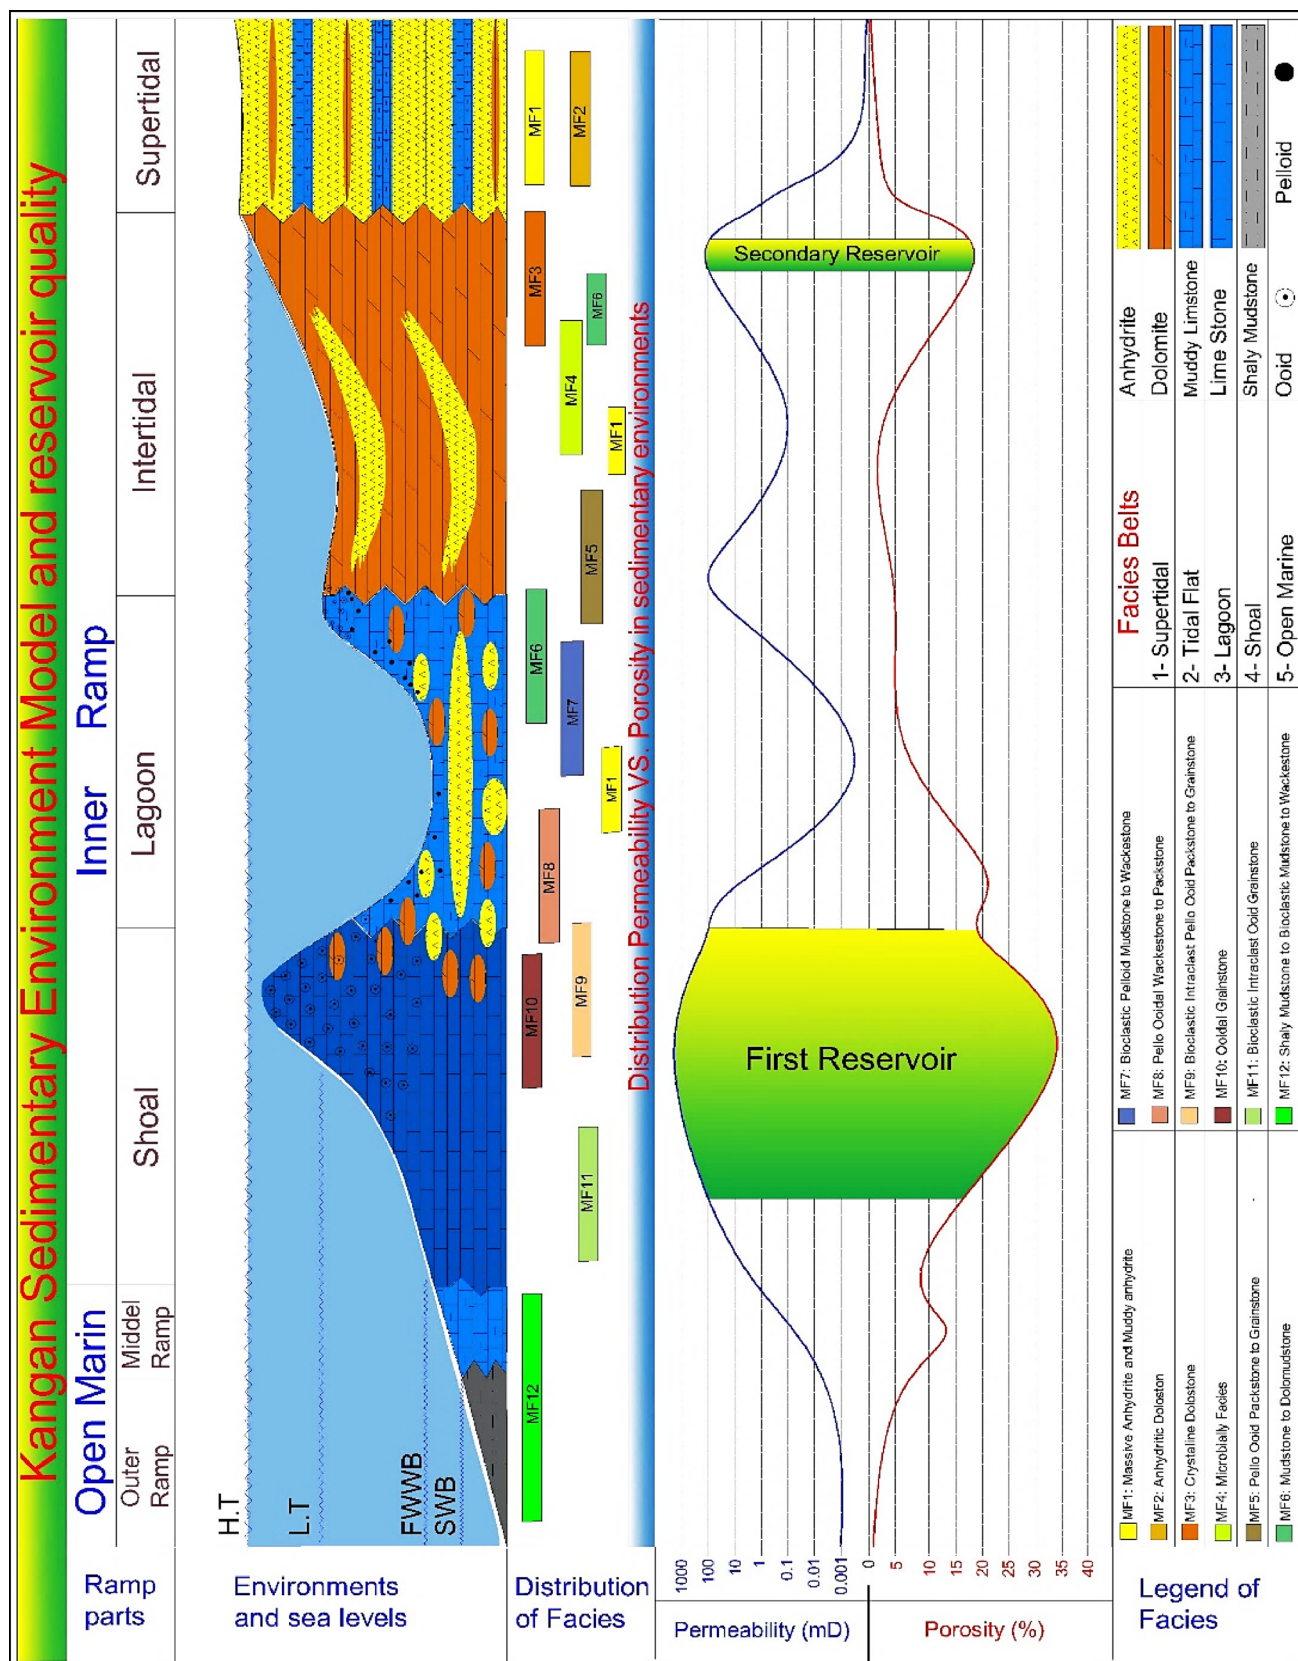 Kangan Sedimentary Environment Model and reservoir quality
Ramp
parts
Open Marin
Inner Ramp
Outer
Ramp
Middel
Ramp
Shoal
Lagoon
Intertidal
Supertidal
Environments
and sea levels
H.T
L.T
FWWB
SWB
Distribution
of Facies
MF12
MF11
MF10
MF9
MF8
MF1
MF7
MF6
MF5
MF1
MF4
MF6
MF3
MF1
MF2
Distribution Permeability VS. Porosity in sedimentary environments
Permeability (mD)
1000
100
10
1
0.1
0.01
0.001
0
Porosity (%)
5
10
15
20
25
30
35
40
First Reservoir
Secondary Reservoir
Legend of
Facies
MF1: Massive Anhydrite and Muddy anhydrite
MF2: Anhydritic Doloston
MF3: Crystaline Dolostone
MF4: Microbially Facies
MF5: Pello Ooid Packstone to Grainstone
MF6: Mudstone to Dolomudstone
MF7: Bioclastic Pelloid Mudstone to Wackestone
MF8: Pello Ooidal Wackestone to Packstone
MF9: Bioclastic Intraclast Pello Ooid Packstone to Grainstone
MF10: Ooidal Grainstone
MF11: Bioclastic Intraclast Ooid Grainstone
MF12: Shaly Mudstone to Bioclastic Mudstone to Wackestone
Facies Belts
1- Supertidal
2- Tidal Flat
3- Lagoon
4- Shoal
5- Open Marine
Anhydrite
Dolomite
Muddy Limstone
Lime Stone
Shaly Mudstone
Ooid
Pelloid